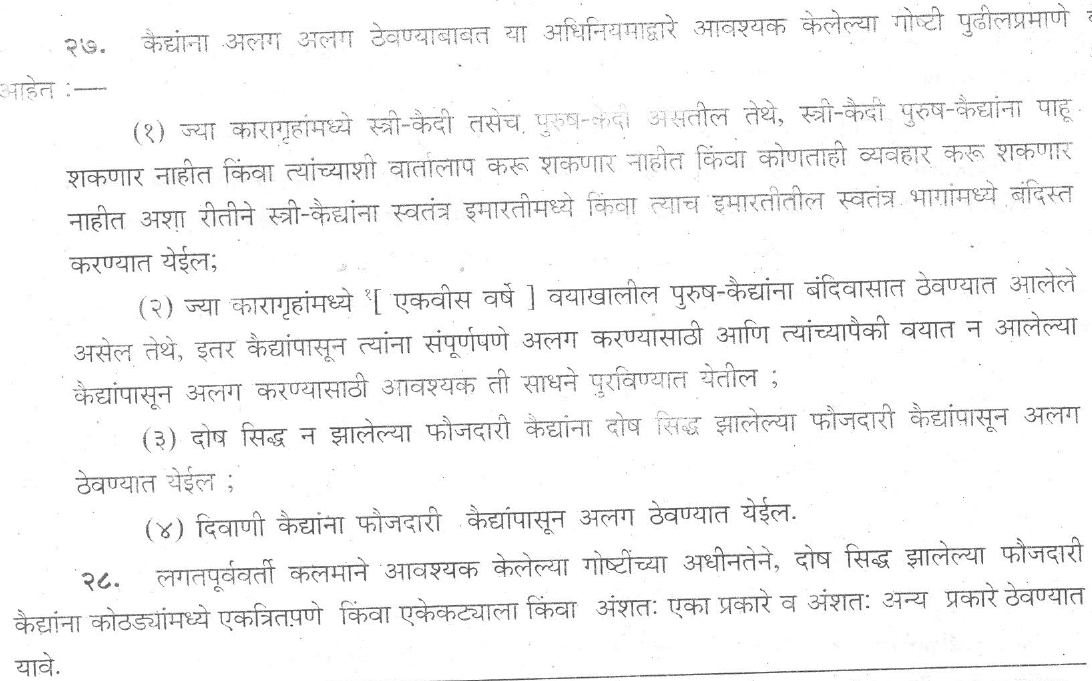 २७. कैद्यांना अलग अलग ठेवण्याबाबत या अधिनियमाद्वारे आवश्यक केलेल्या गोष्टी पुढीलप्रमाणे
आहेत :—
(१) ज्या कारागृहांमध्ये स्त्री-कैदी तसेच पुरुष-कैदी असतील तेथे, स्त्री-कैदी पुरुष-कैद्यांना पाहू
शकणार नाहीत किंवा त्यांच्याशी वार्तालाप करू शकणार नाहीत किंवा कोणताही व्यवहार करू शकणार
नाहीत अशा रीतीने स्त्री-कैद्यांना स्वतंत्र इमारतीमध्ये किंवा त्याच इमारतीतील स्वतंत्र भागांमध्ये बंदिस्त
करण्यात येईल;
(२) ज्या कारागृहांमध्ये १[ एकवीस वर्षे ] वयाखालील पुरुष-कैद्यांना बंदिवासात ठेवण्यात आलेले
असेल तेथे, इतर कैद्यांपासून त्यांना संपूर्णपणे अलग करण्यासाठी आणि त्यांच्यापैकी वयात न आलेल्या
कैद्यांपासून अलग करण्यासाठी आवश्यक ती साधने पुरविण्यात येतील ;
(३) दोष सिद्ध न झालेल्या फौजदारी कैद्यांना दोष सिद्ध झालेल्या फौजदारी कैद्यांपासून अलग
ठेवण्यात येईल ;
(४) दिवाणी कैद्यांना फौजदारी कैद्यांपासून अलग ठेवण्यात येईल.
२८. लगतपूर्ववर्ती कलमाने आवश्यक केलेल्या गोष्टींच्या अधीनतेने, दोष सिद्ध झालेल्या फौजदारी
कैद्यांना कोठड्यांमध्ये एकत्रितपणे किंवा एकेकट्याला किंवा अंशतः एका प्रकारे व अंशतः अन्य प्रकारे ठेवण्यात
यावे.